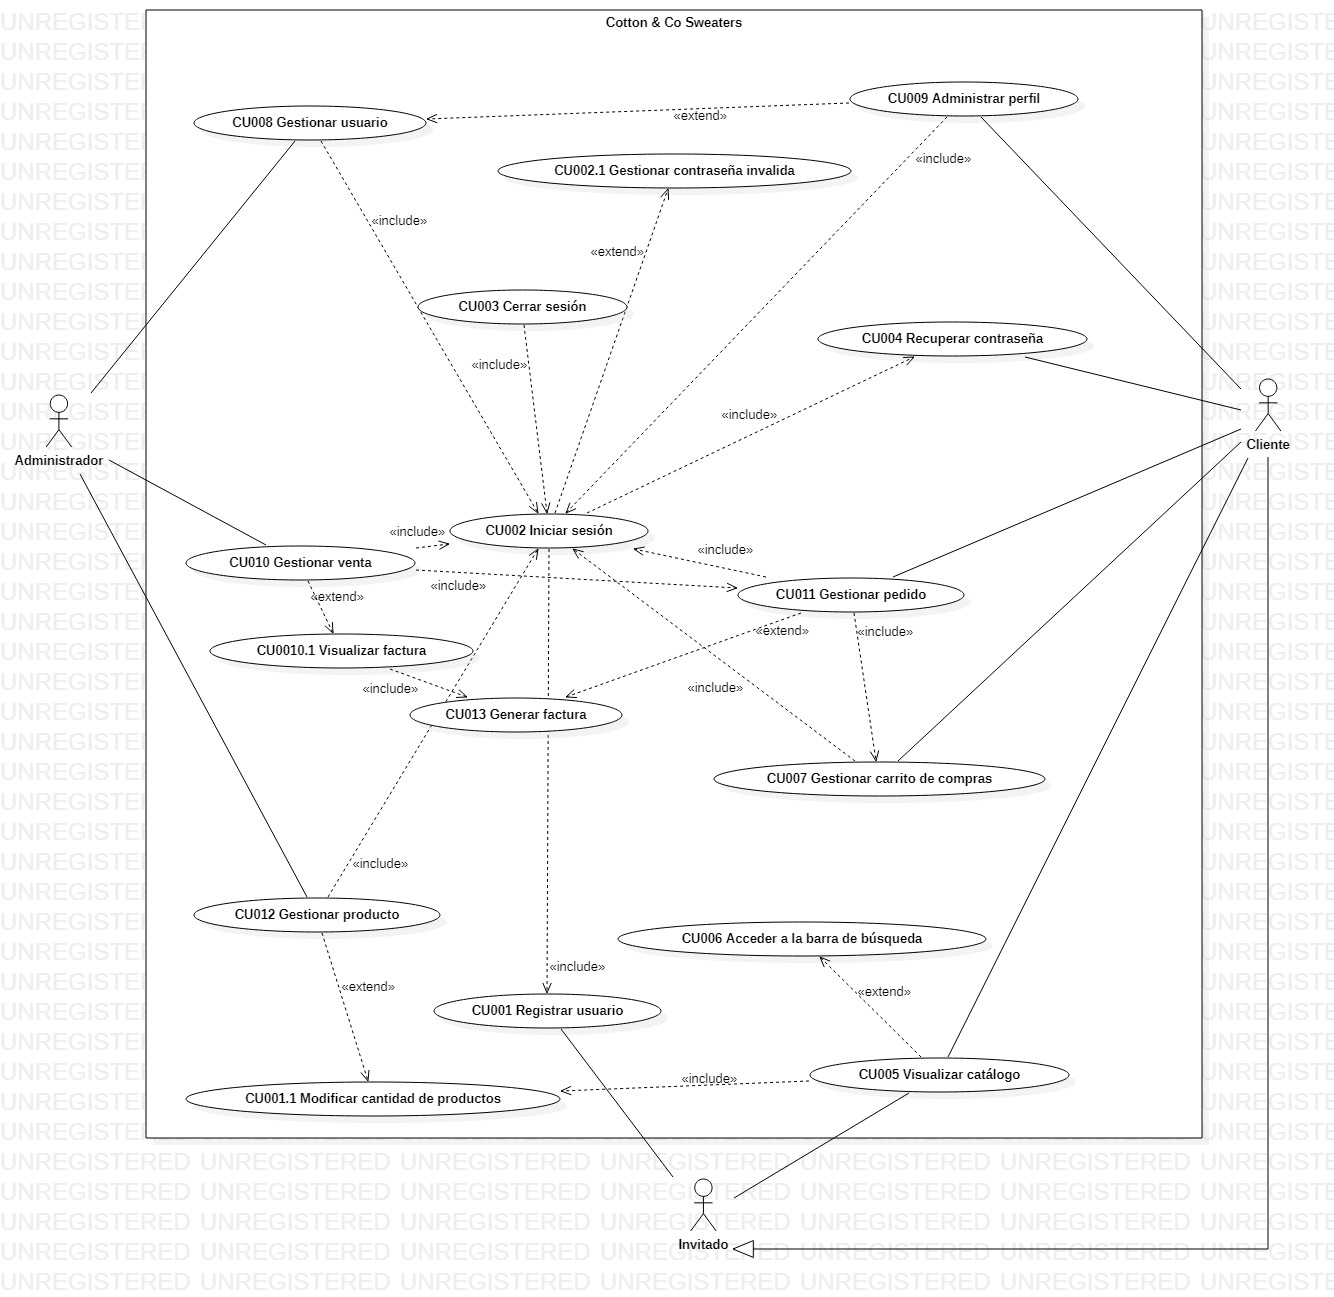 Cotton & Co Sweaters
CU009 Administrar perfil
CU008 Gestionar usuario
«extend»
«include»
CU002.1 Gestionar contraseña invalida
«include»
«extend»
CU003 Cerrar sesión
CU004 Recuperar contraseña
«include»
«include»
Administrador
Cliente
CU002 Iniciar sesión
«include»
«include»
CU010 Gestionar venta
«include»
CU011 Gestionar pedido
«extend»
«extend»
«include»
CU0010.1 Visualizar factura
«include»
«include»
CU013 Generar factura
CU007 Gestionar carrito de compras
«include»
CU012 Gestionar producto
CU006 Acceder a la barra de búsqueda
«include»
«extend»
«extend»
CU001 Registrar usuario
CU005 Visualizar catálogo
«include»
CU001.1 Modificar cantidad de productos
Invitado
UNREGISTERED UNREGISTERED UNREGISTERED UNREGISTERED UNREGISTERED UNREGISTERED